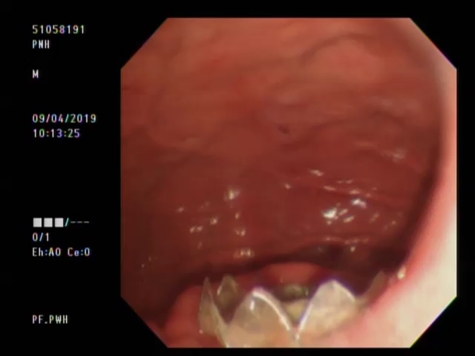 51058191
PNH
M
09/04/2019
10:13:25
■■■/---
0/1
Eh:A0 Ce:0
PF.PWH